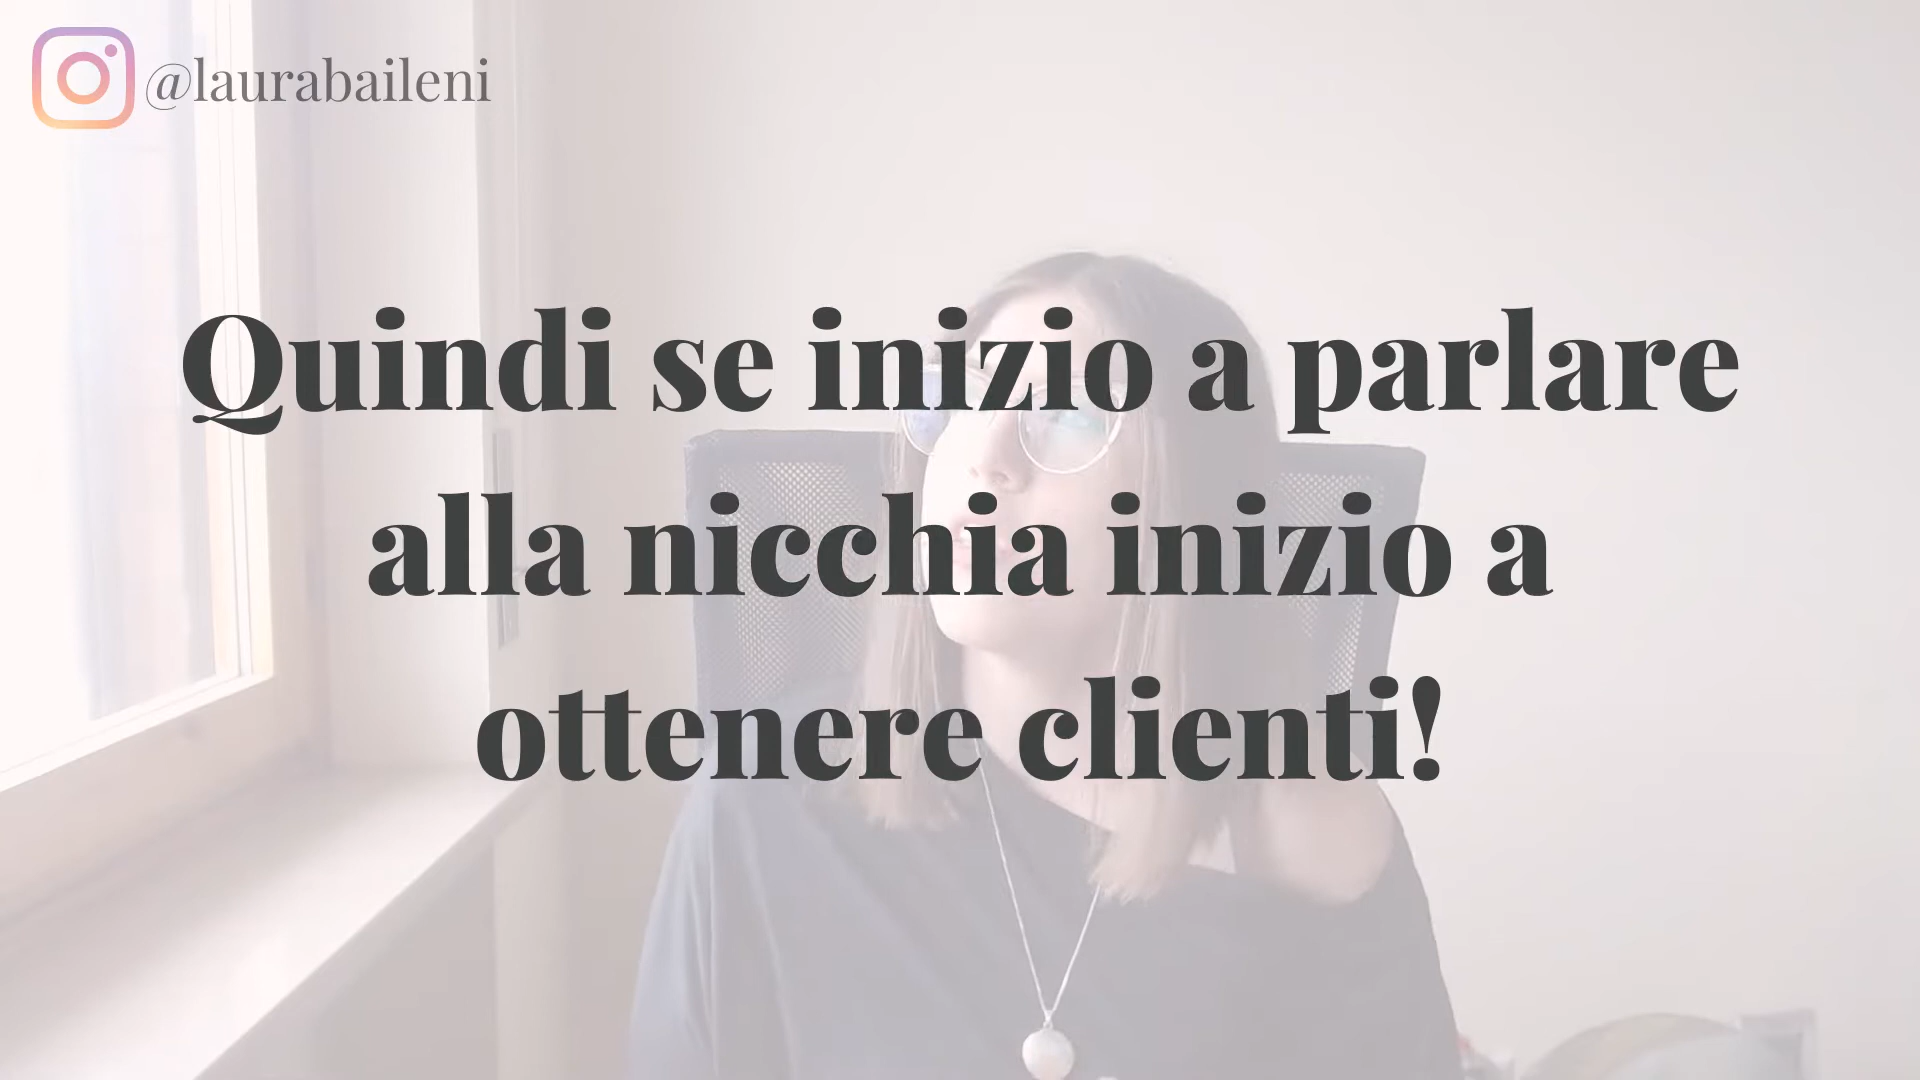 @laurabaileni
Quindi se inizio a parlare
alla nicchia inizio a
ottenere clienti!